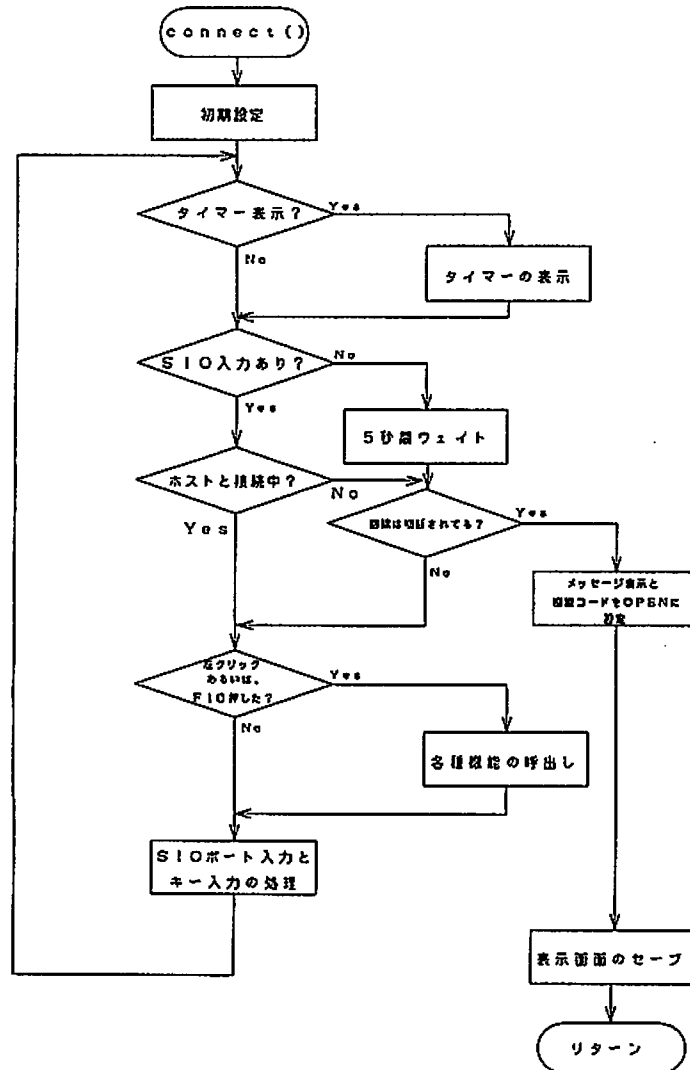 connect()
初期設定
タイマー表示?
Yes
No
タイマーの表示
SIO入力あり?
No
Yes
5秒間ウェイト
ホストと接続中?
No
Yes
回線は切断されてる?
Yes
No
メッセージ表示と
回線コードをOPENに
設定
左クリック
あるいは、
F10押した?
Yes
No
各種機能の呼出し
SIOポート入力と
キー入力の処理
表示画面のセーブ
リターン